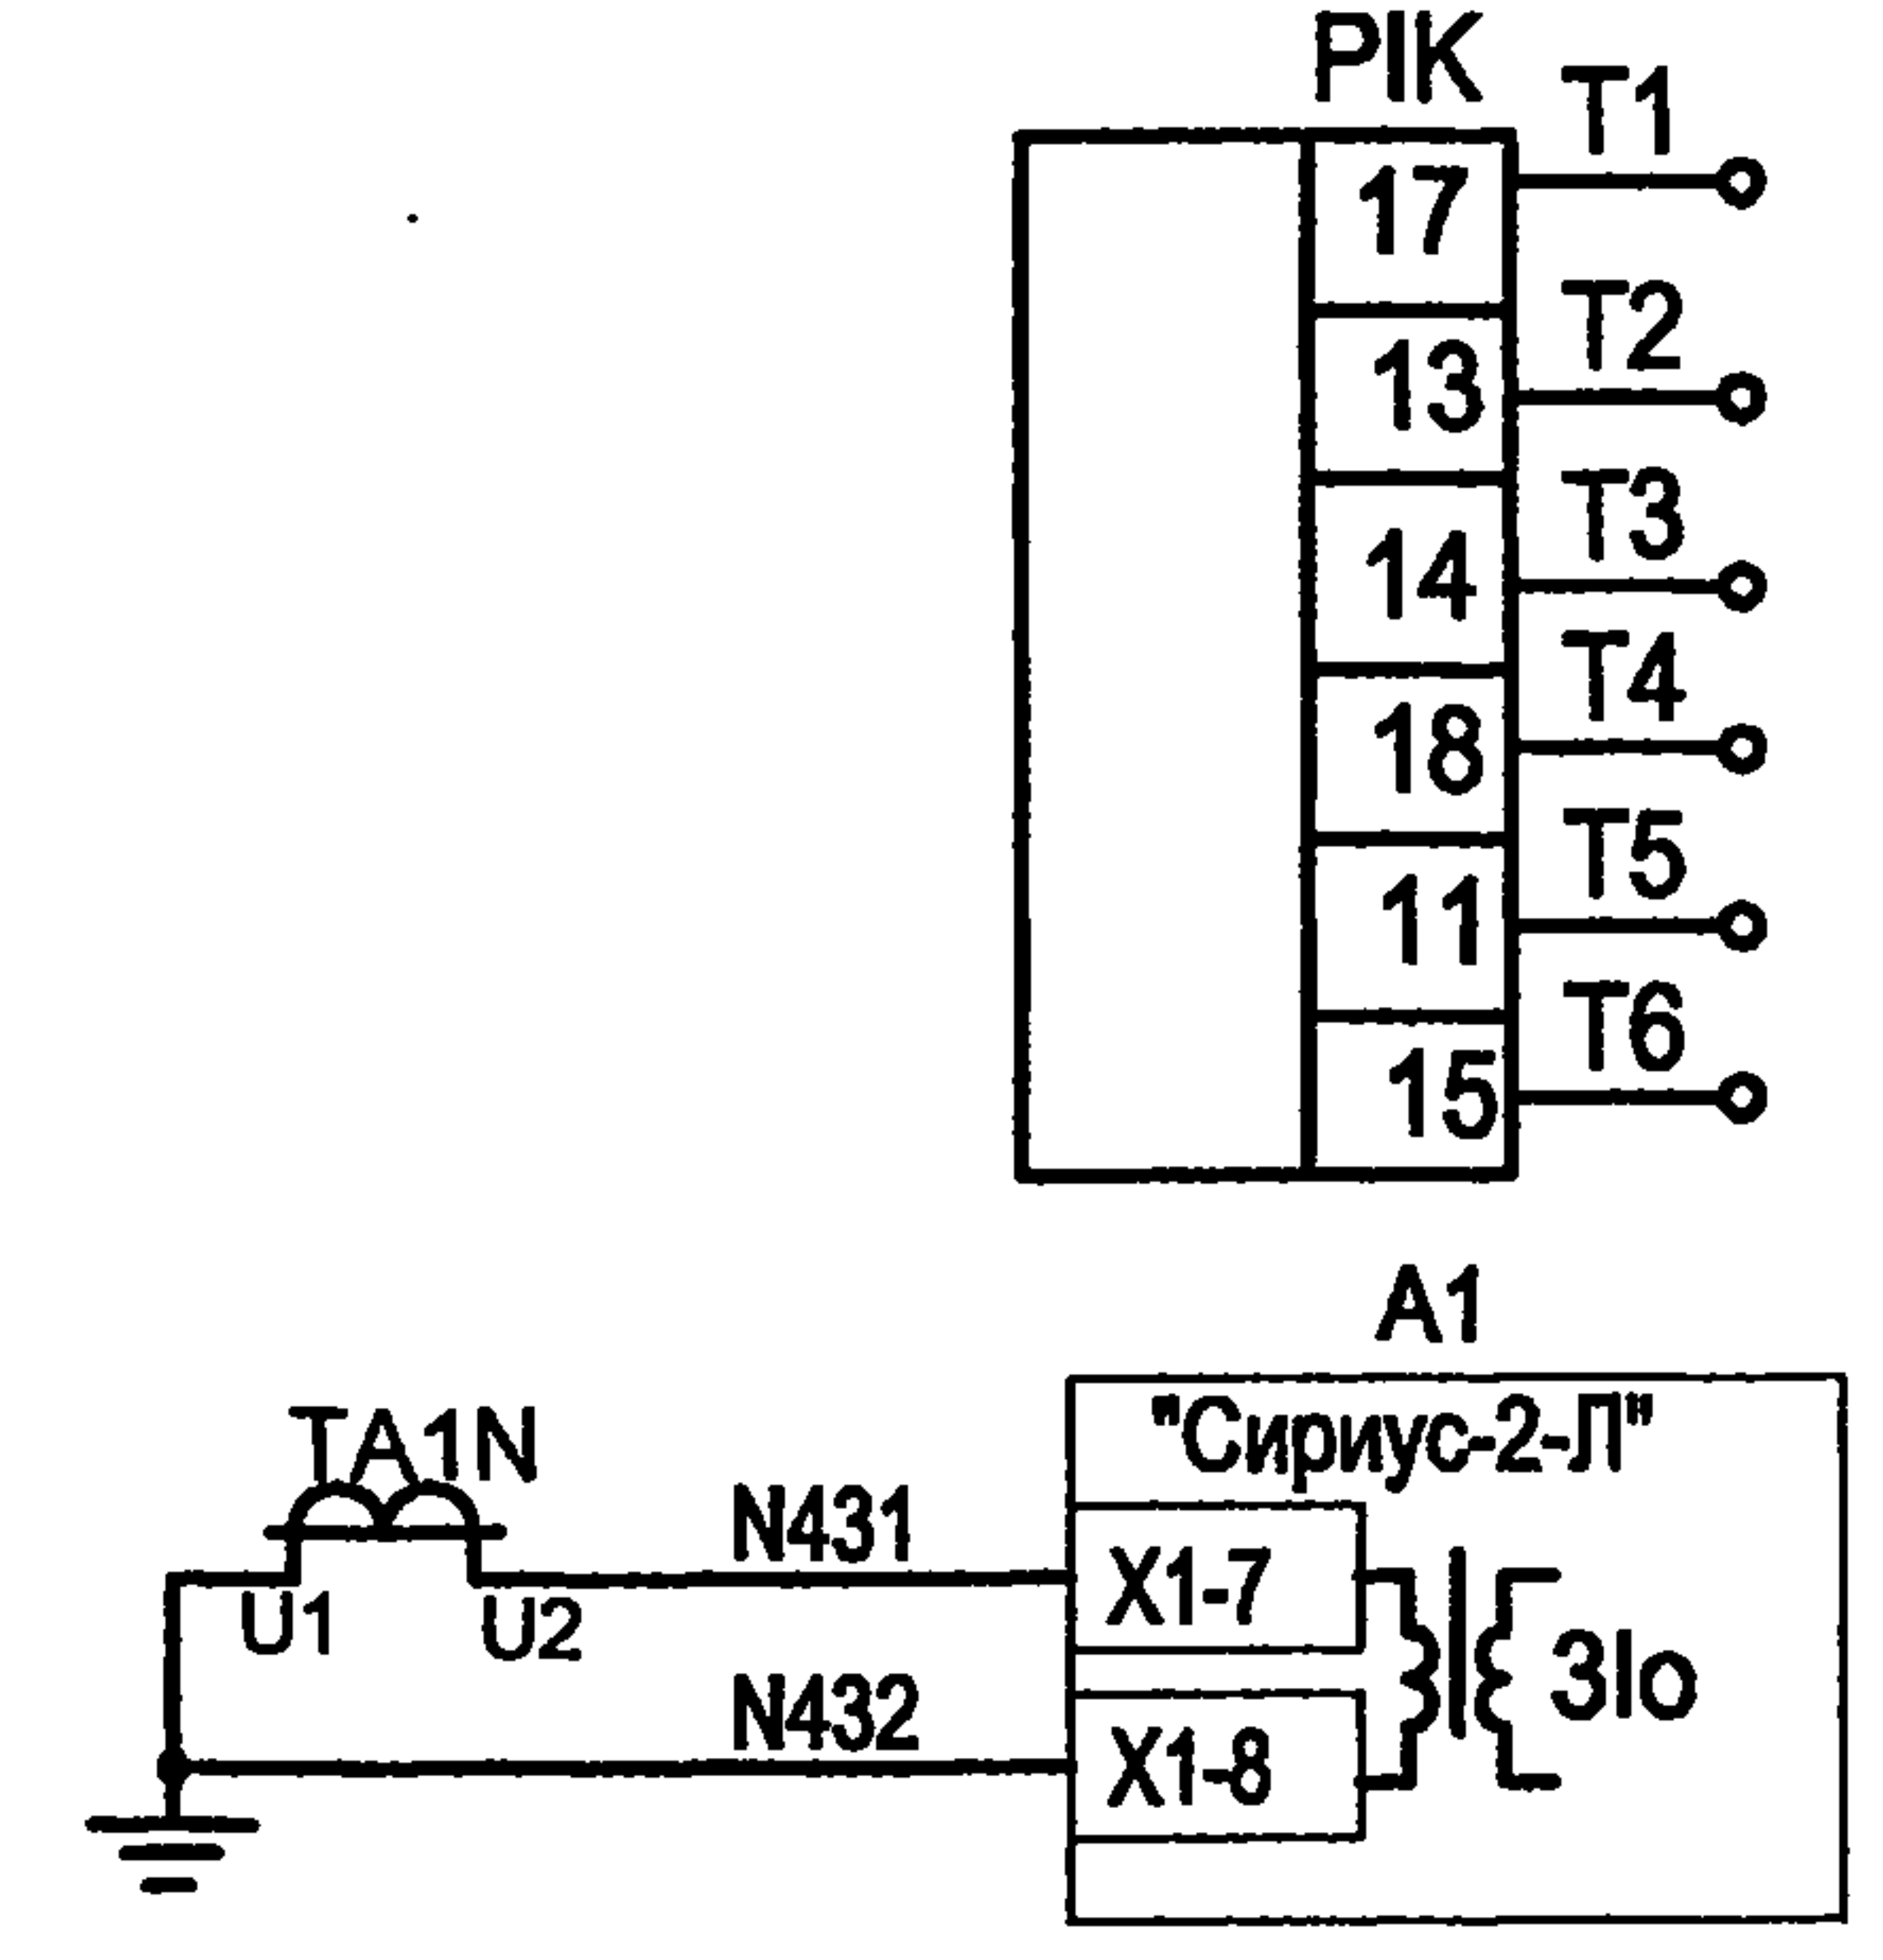 PIK
17 T1
13 T2
14 T3
18 T4
11 T5
15 T6
A1
"Сириус-2-Л"
TA1N
N431
X1-7
U1 U2
3Io
N432
X1-8